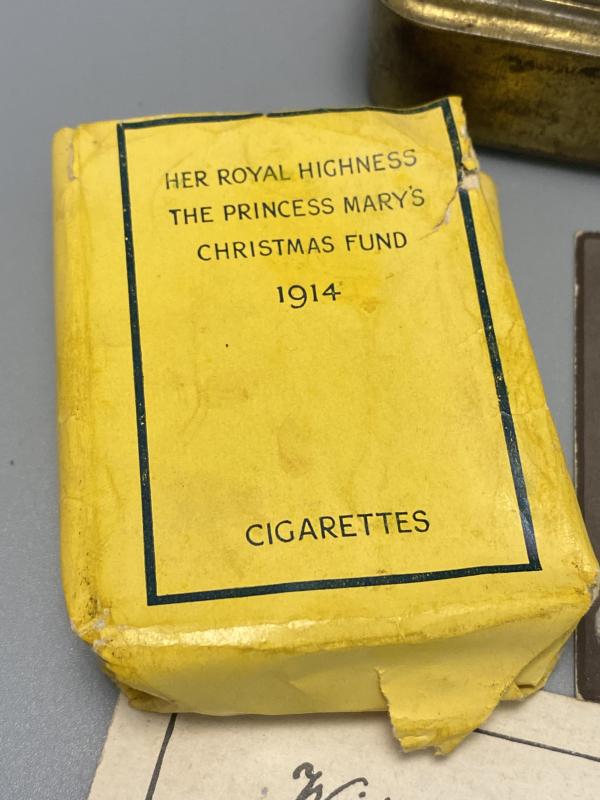 HER ROYAL HIGHNESS
THE PRINCESS MARY'S
CHRISTMAS FUND
1914
CIGARETTES